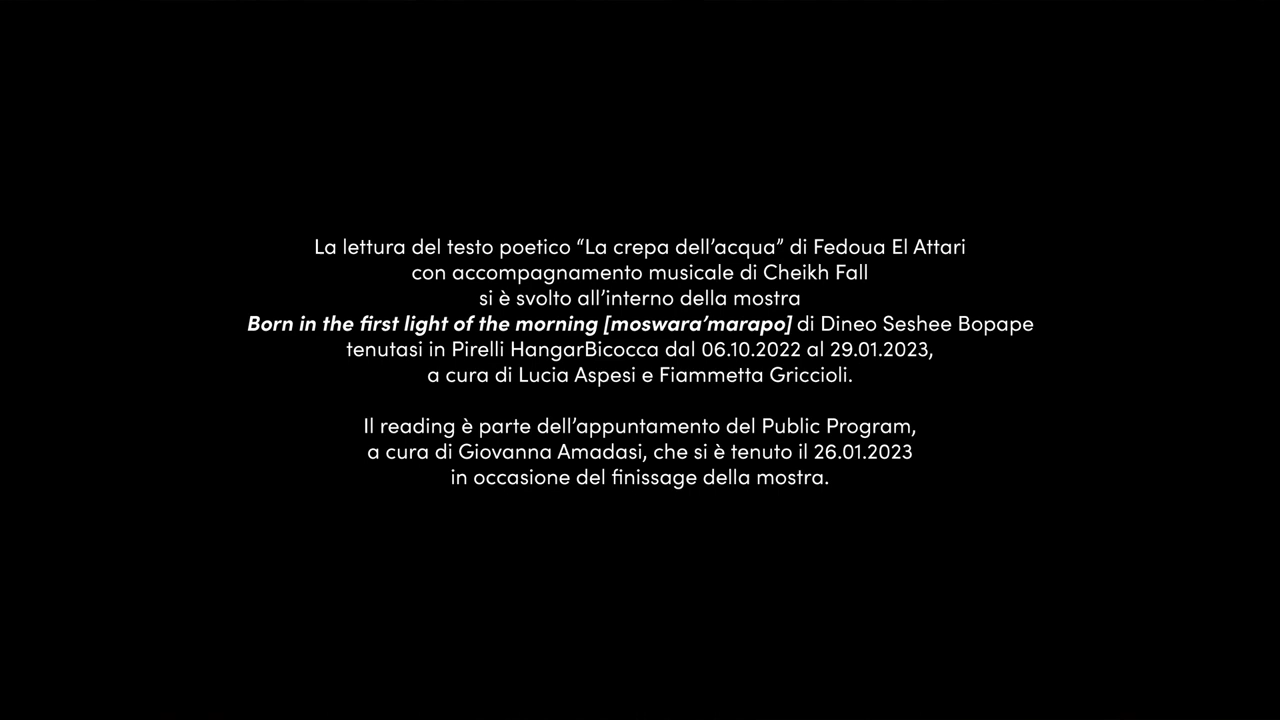 La lettura del testo poetico “La crepa dell’acqua” di Fedoua El Attari
con accompagnamento musicale di Cheikh Fall
si è svolto all’interno della mostra
Born in the first light of the morning [moswara’marapo] di Dineo Seshee Bopape
tenutasi in Pirelli HangarBicocca dal 06.10.2022 al 29.01.2023,
a cura di Lucia Aspesi e Fiammetta Griccioli.
Il reading è parte dell’appuntamento del Public Program,
a cura di Giovanna Amadasi, che si è tenuto il 26.01.2023
in occasione del finissage della mostra.